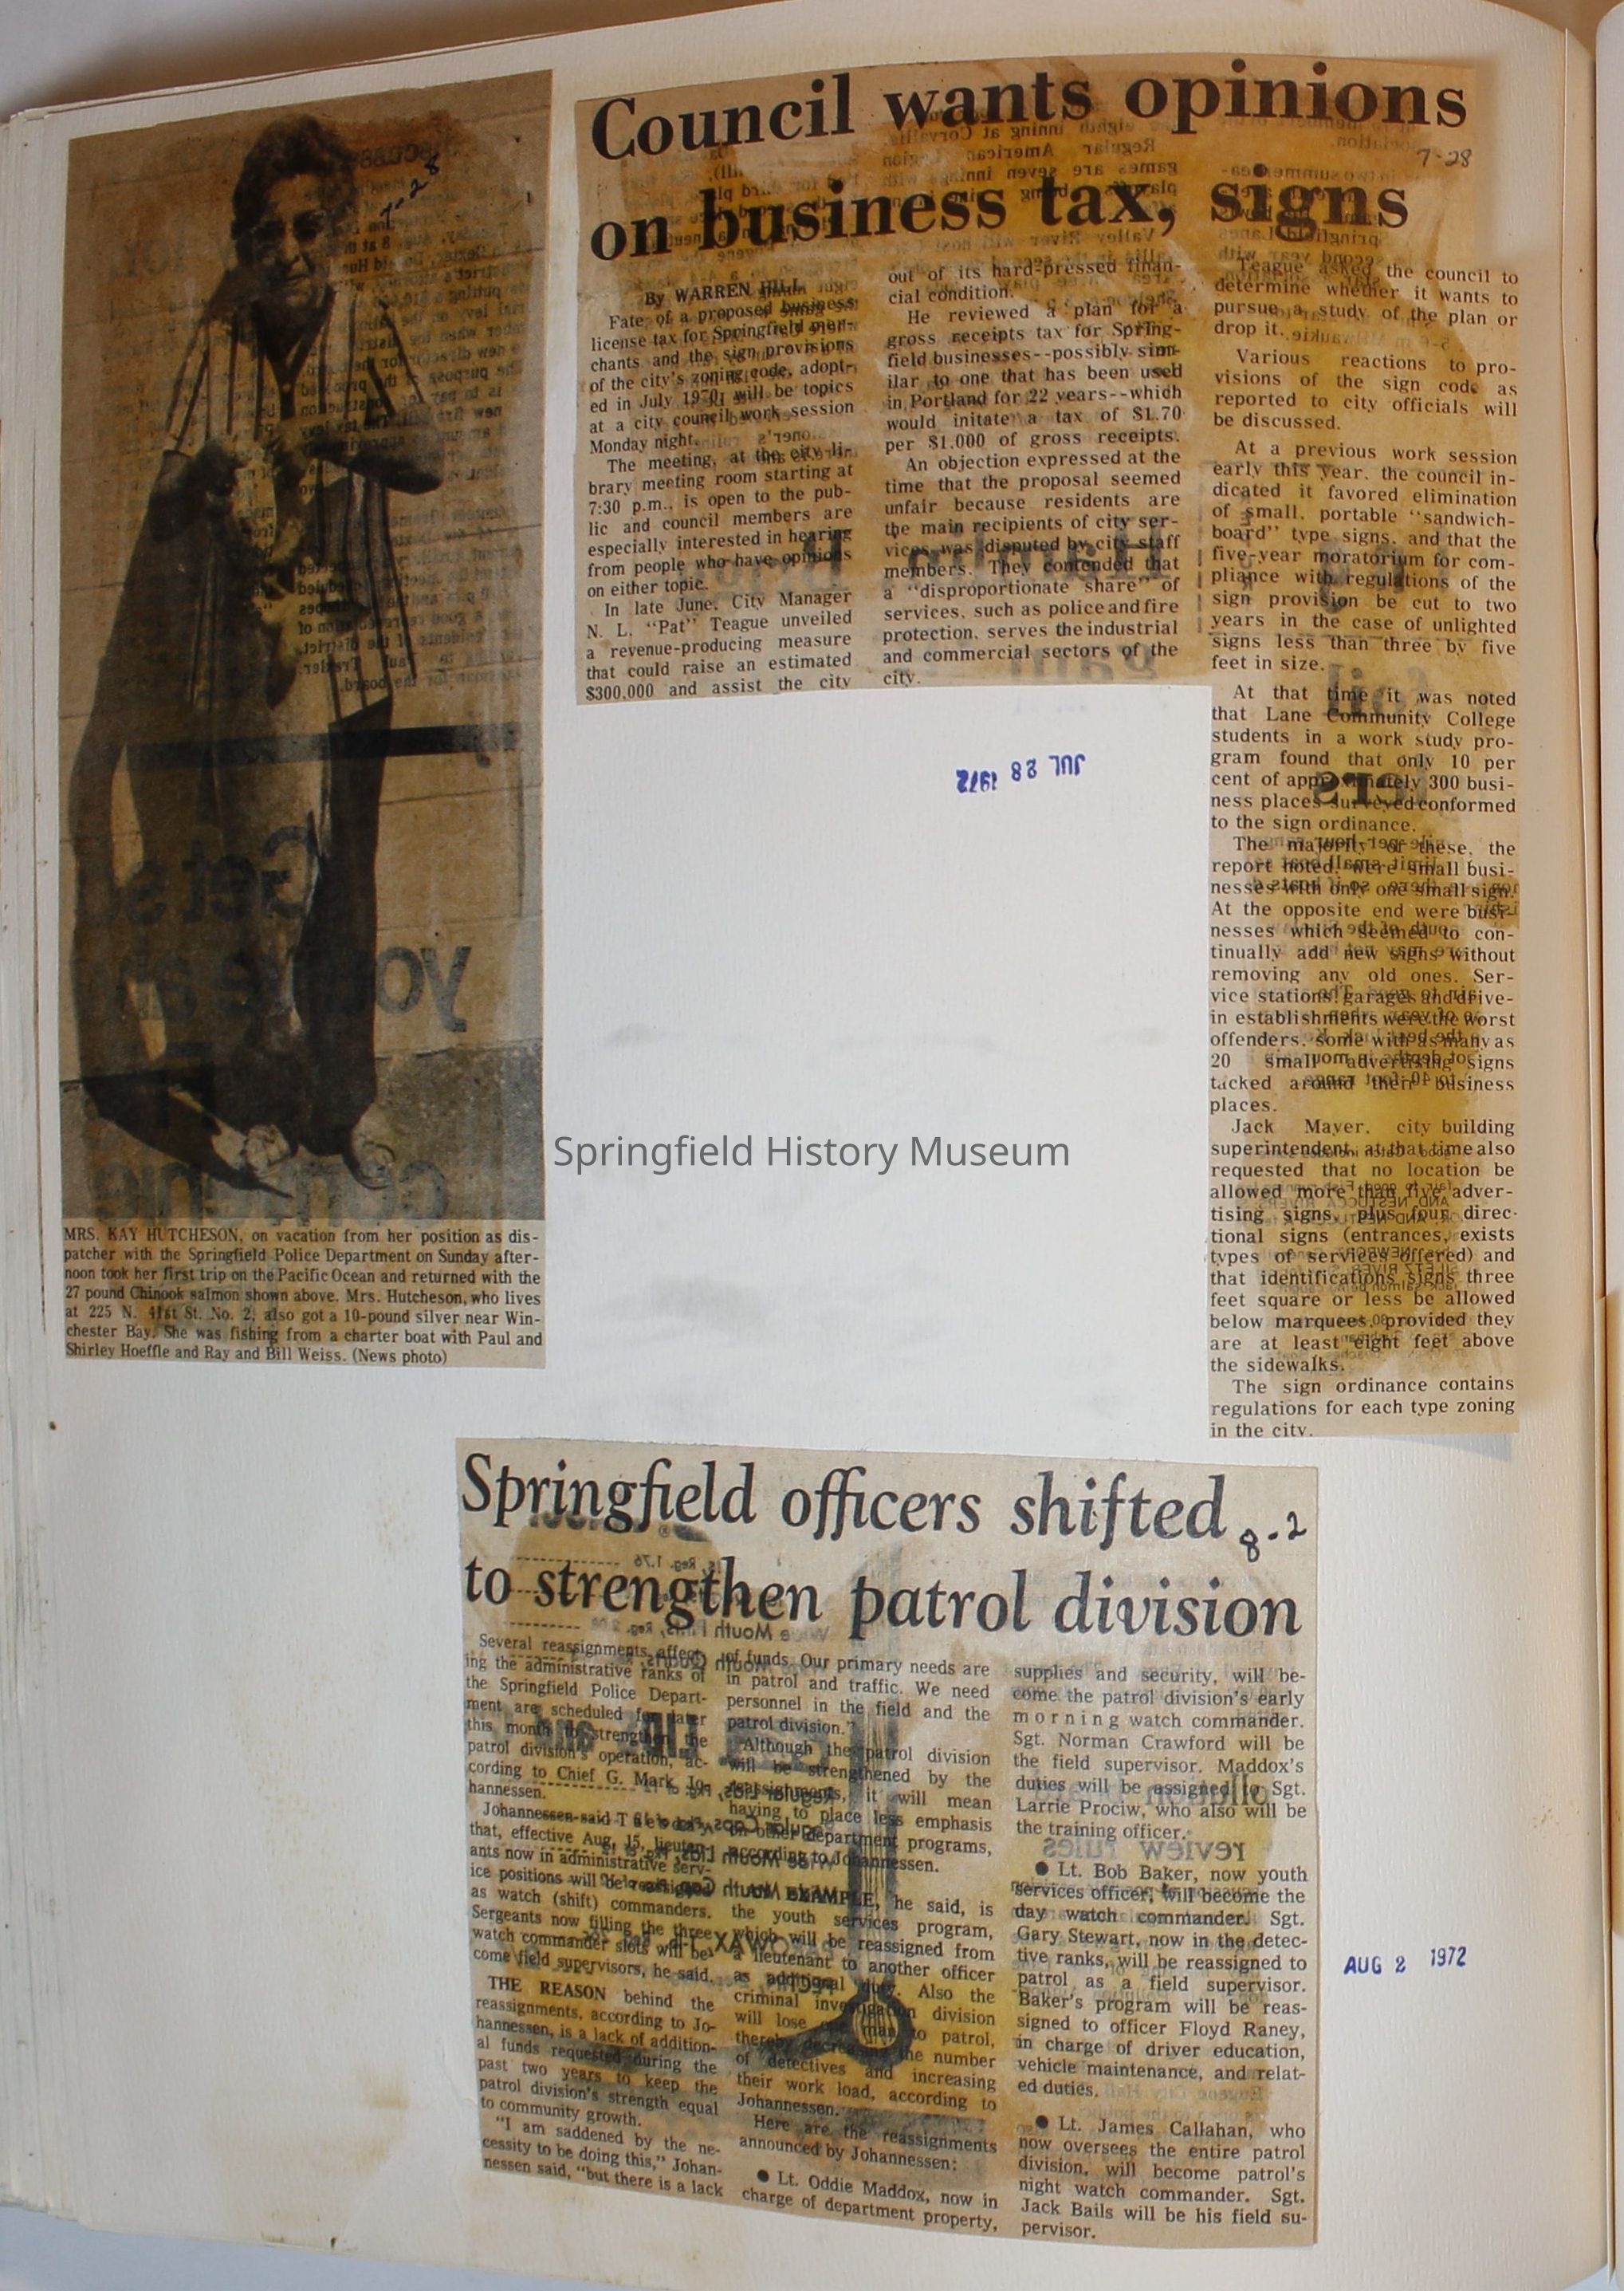 7-28
MRS. KAY HUTCHESON, on vacation from her position as dis-
patcher with the Springfield Police Department on Sunday after-
noon took her first trip on the Pacific Ocean and returned with the
27 pound Chinook salmon shown above. Mrs. Hutcheson, who lives
at 225 N. 41st St. No. 2, also got a 10-pound silver near Win-
chester Bay. She was fishing from a charter boat with Paul and
Shirley Hoeffle and Ray and Bill Weiss. (News photo)
Council wants opinions
7-28
on business tax, signs
By WARREN HILL
Fate of a proposed business
license tax for Springfield mer-
chants and the sign provisions
of the city's zoning code, adopt-
ed in July 1970, will be topics
at a city council work session
Monday night.
The meeting, at the city li-
brary meeting room starting at
7:30 p.m., is open to the pub-
lic and council members are
especially interested in hearing
from people who have opinions
on either topic.
In late June, City Manager
N. L. "Pat" Teague unveiled
a revenue-producing measure
that could raise an estimated
$300,000 and assist the city
out of its hard-pressed finan-
cial condition.
He reviewed a plan for a
gross receipts tax for Spring-
field businesses--possibly sim-
ilar to one that has been used
in Portland for 22 years--which
would initate a tax of $1.70
per $1,000 of gross receipts.
An objection expressed at the
time that the proposal seemed
unfair because residents are
the main recipients of city ser-
vices was disputed by city staff
members. They contended that
a "disproportionate share" of
services, such as police and fire
protection, serves the industrial
and commercial sectors of the
city.
Teague asked the council to
determine whether it wants to
pursue a study of the plan or
drop it.
Various reactions to pro-
visions of the sign code as
reported to city officials will
be discussed.
At a previous work session
early this year, the council in-
dicated it favored elimination
of small, portable "sandwich-
board" type signs, and that the
five-year moratorium for com-
pliance with regulations of the
sign provision be cut to two
years in the case of unlighted
signs less than three by five
feet in size.
At that time it was noted
that Lane Community College
students in a work study pro-
gram found that only 10 per
cent of approximately 300 busi-
ness places surveyed conformed
to the sign ordinance.
The majority of these, the
report noted, were small busi-
nesses with only one small sign.
At the opposite end were busi-
nesses which seemed to con-
tinually add new signs without
removing any old ones. Ser-
vice stations, garages and drive-
in establishments were the worst
offenders, some with as many as
20 small advertising signs
tacked around their business
places.
Jack Mayer, city building
superintendent, at that time also
requested that no location be
allowed more than five adver-
tising signs, plus four direc-
tional signs (entrances, exists
types of services offered) and
that identifications signs three
feet square or less be allowed
below marquees, provided they
are at least eight feet above
the sidewalks.
The sign ordinance contains
regulations for each type zoning
in the city.
JUL 28 1972
Springfield History Museum
Springfield officers shifted
8-2
to strengthen patrol division
Several reassignments affect-
ing the administrative ranks of
the Springfield Police Depart-
ment are scheduled for later
this month to strengthen the
patrol division's operation, ac-
cording to Chief G. Mark Jo-
hannessen.
Johannessen said Tuesday
that, effective Aug. 15, lieuten-
ants now in administrative serv-
ice positions will be reassigned
as watch (shift) commanders.
Sergeants now filling the three
watch commander slots will be-
come field supervisors, he said.
THE REASON behind the
reassignments, according to Jo-
hannessen, is a lack of addition-
al funds requested during the
past two years to keep the
patrol division's strength equal
to community growth.
"I am saddened by the ne-
cessity to be doing this," Johan-
nessen said, "but there is a lack
of funds. Our primary needs are
in patrol and traffic. We need
personnel in the field and the
patrol division."
Although the patrol division
will be strengthened by the
reassignments, it will mean
having to place less emphasis
on other department programs,
according to Johannessen.
AN EXAMPLE, he said, is
the youth services program,
which will be reassigned from
a lieutenant to another officer
as additional duty. Also the
criminal investigation division
will lose one man to patrol,
thereby decreasing the number
of detectives and increasing
their work load, according to
Johannessen.
Here are the reassignments
announced by Johannessen:
● Lt. Oddie Maddox, now in
charge of department property,
supplies and security, will be-
come the patrol division's early
morning watch commander.
Sgt. Norman Crawford will be
the field supervisor. Maddox's
duties will be assigned to Sgt.
Larrie Prociw, who also will be
the training officer.
● Lt. Bob Baker, now youth
services officer, will become the
day watch commander. Sgt.
Gary Stewart, now in the detec-
tive ranks, will be reassigned to
patrol as a field supervisor.
Baker's program will be reas-
signed to officer Floyd Raney,
in charge of driver education,
vehicle maintenance, and relat-
ed duties.
● Lt. James Callahan, who
now oversees the entire patrol
division, will become patrol's
night watch commander. Sgt.
Jack Bails will be his field su-
pervisor.
AUG 2 1972